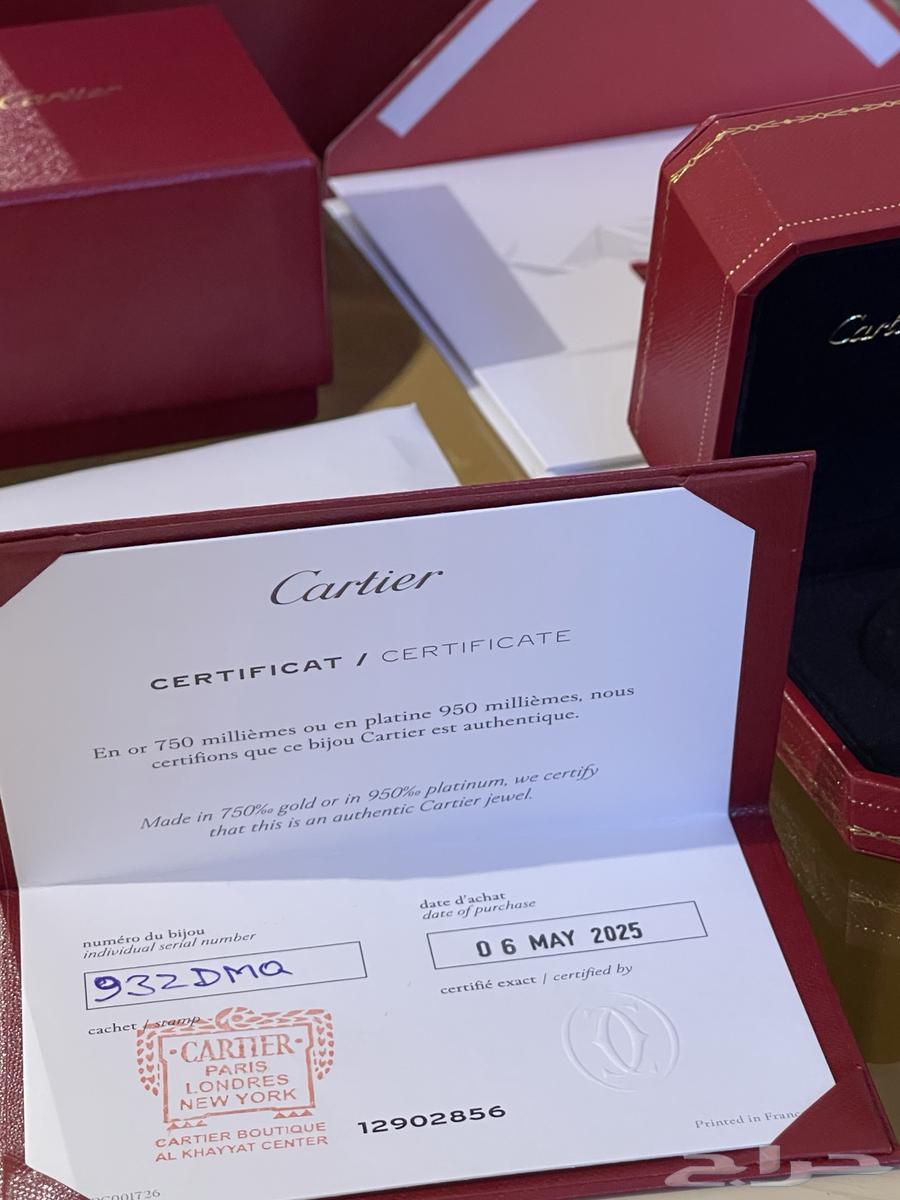 Cartier
Cartier
CERTIFICAT / CERTIFICATE
En or 750 millièmes ou en platine 950 millièmes, nous
certifions que ce bijou Cartier est authentique.
Made in 750‰ gold or in 950‰ platinum, we certify
that this is an authentic Cartier jewel.
numéro du bijou
individual serial number
932DMQ
date d'achat
date of purchase
06 MAY 2025
certifié exact / certified by
cachet / stamp
CARTIER
PARIS
LONDRES
NEW YORK
CARTIER BOUTIQUE
AL KHAYYAT CENTER
12902856
Printed in Franc
حراج